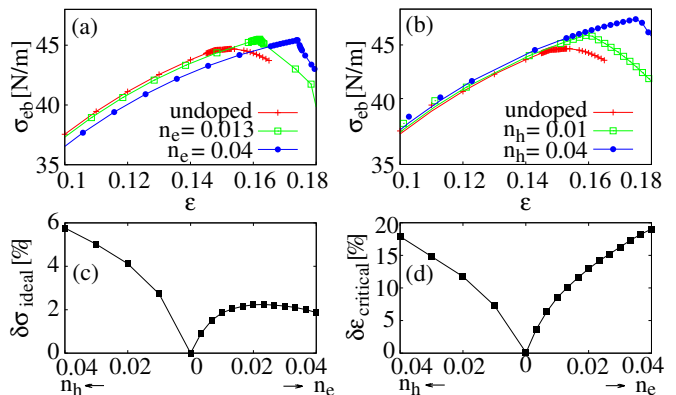 (a)
σeb [N/m]
45
40
35
undoped
ne = 0.013
ne = 0.04
0.1 0.12 0.14 0.16 0.18
ε
(b)
σeb [N/m]
45
40
35
undoped
nh = 0.01
nh = 0.04
0.1 0.12 0.14 0.16 0.18
ε
(c)
δσideal [%]
6
4
2
0
0.04 0.02 0 0.02 0.04
nh ← → ne
(d)
δεcritical [%]
20
15
10
5
0
0.04 0.02 0 0.02 0.04
nh ← → ne